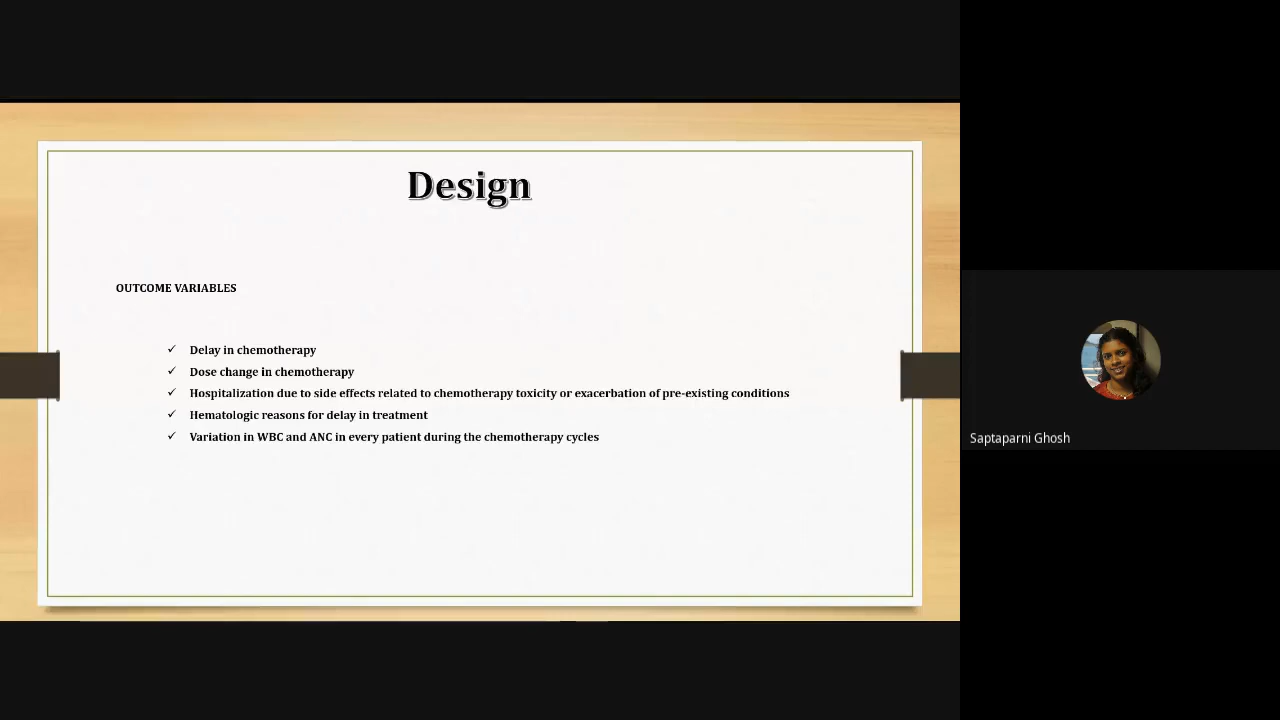 Design
OUTCOME VARIABLES
✓ Delay in chemotherapy
✓ Dose change in chemotherapy
✓ Hospitalization due to side effects related to chemotherapy toxicity or exacerbation of pre-existing conditions
✓ Hematologic reasons for delay in treatment
✓ Variation in WBC and ANC in every patient during the chemotherapy cycles
Saptaparni Ghosh